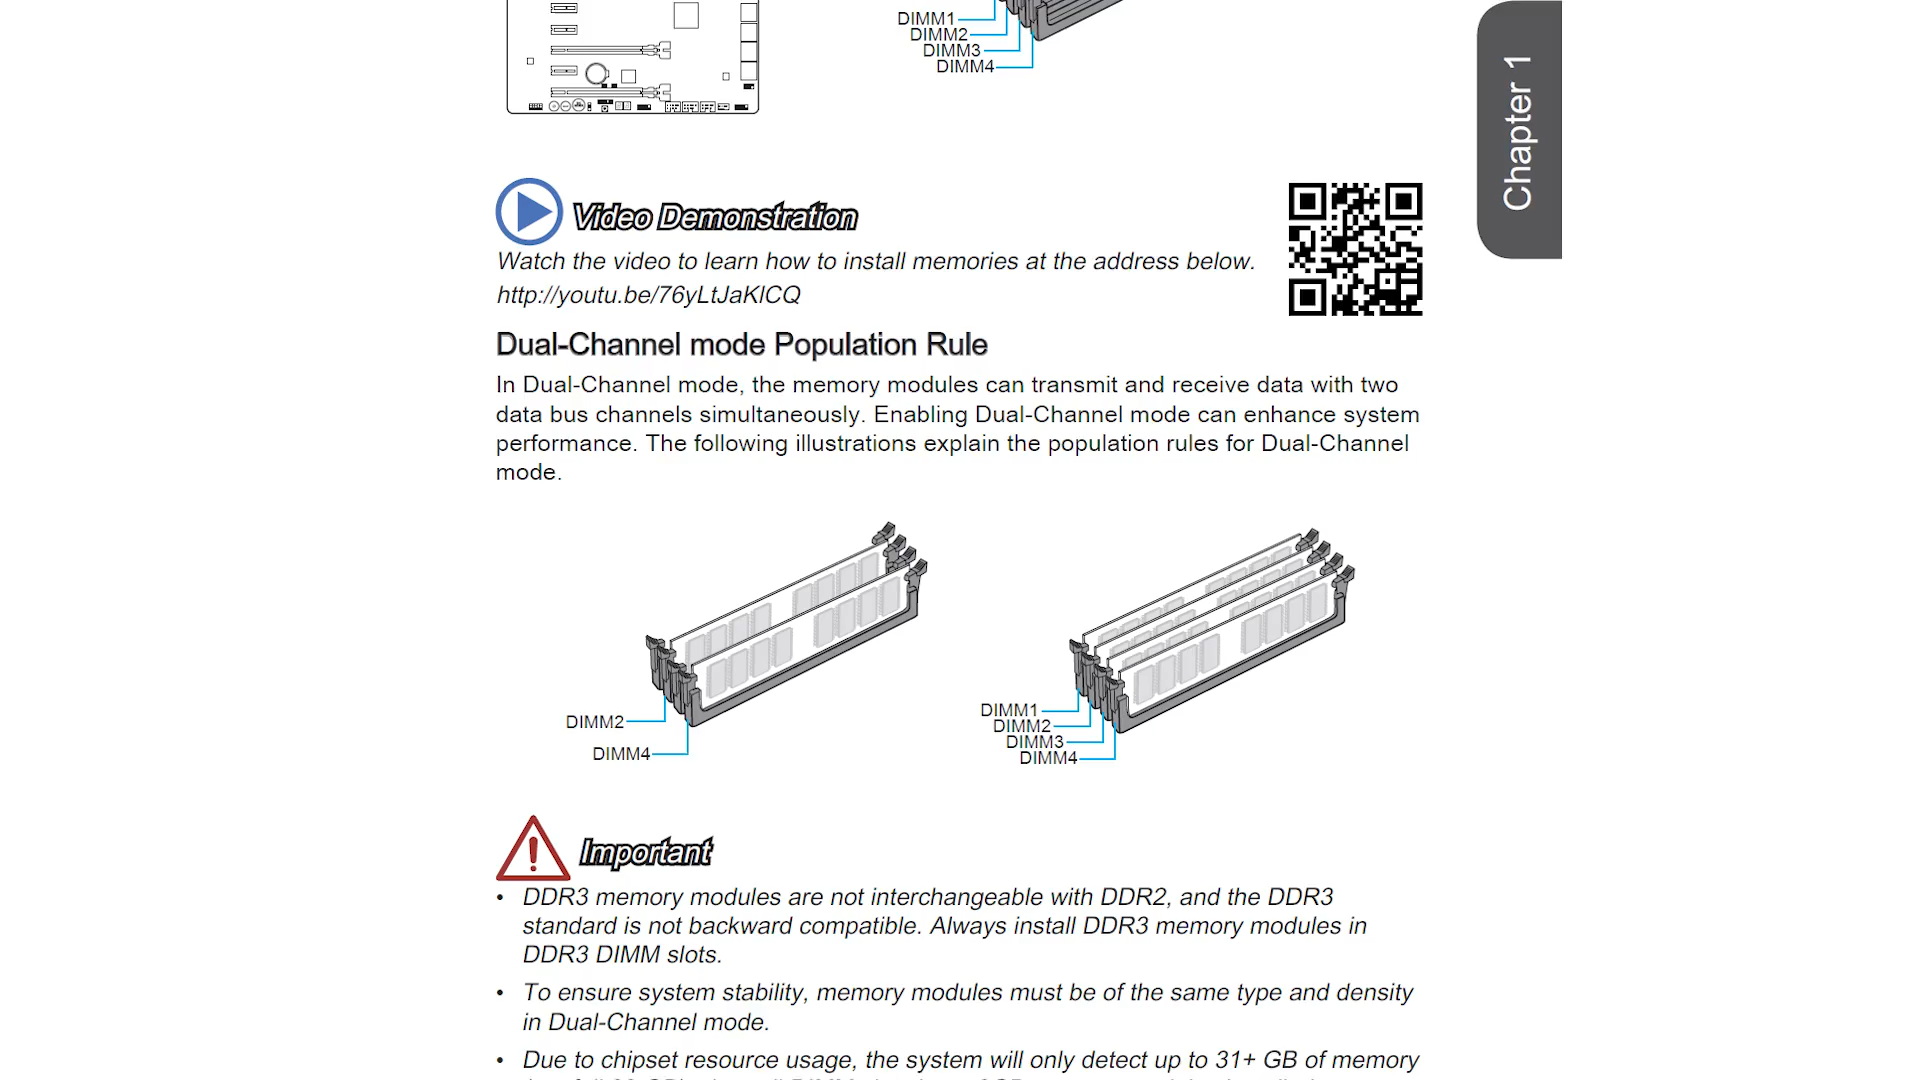 DIMM1
DIMM2
DIMM3
DIMM4
Chapter 1
Video Demonstration
Watch the video to learn how to install memories at the address below.
http://youtu.be/76yLtJaKlCQ
Dual-Channel mode Population Rule
In Dual-Channel mode, the memory modules can transmit and receive data with two
data bus channels simultaneously. Enabling Dual-Channel mode can enhance system
performance. The following illustrations explain the population rules for Dual-Channel
mode.
DIMM2
DIMM4
DIMM1
DIMM2
DIMM3
DIMM4
Important
• DDR3 memory modules are not interchangeable with DDR2, and the DDR3
standard is not backward compatible. Always install DDR3 memory modules in
DDR3 DIMM slots.
• To ensure system stability, memory modules must be of the same type and density
in Dual-Channel mode.
• Due to chipset resource usage, the system will only detect up to 31+ GB of memory